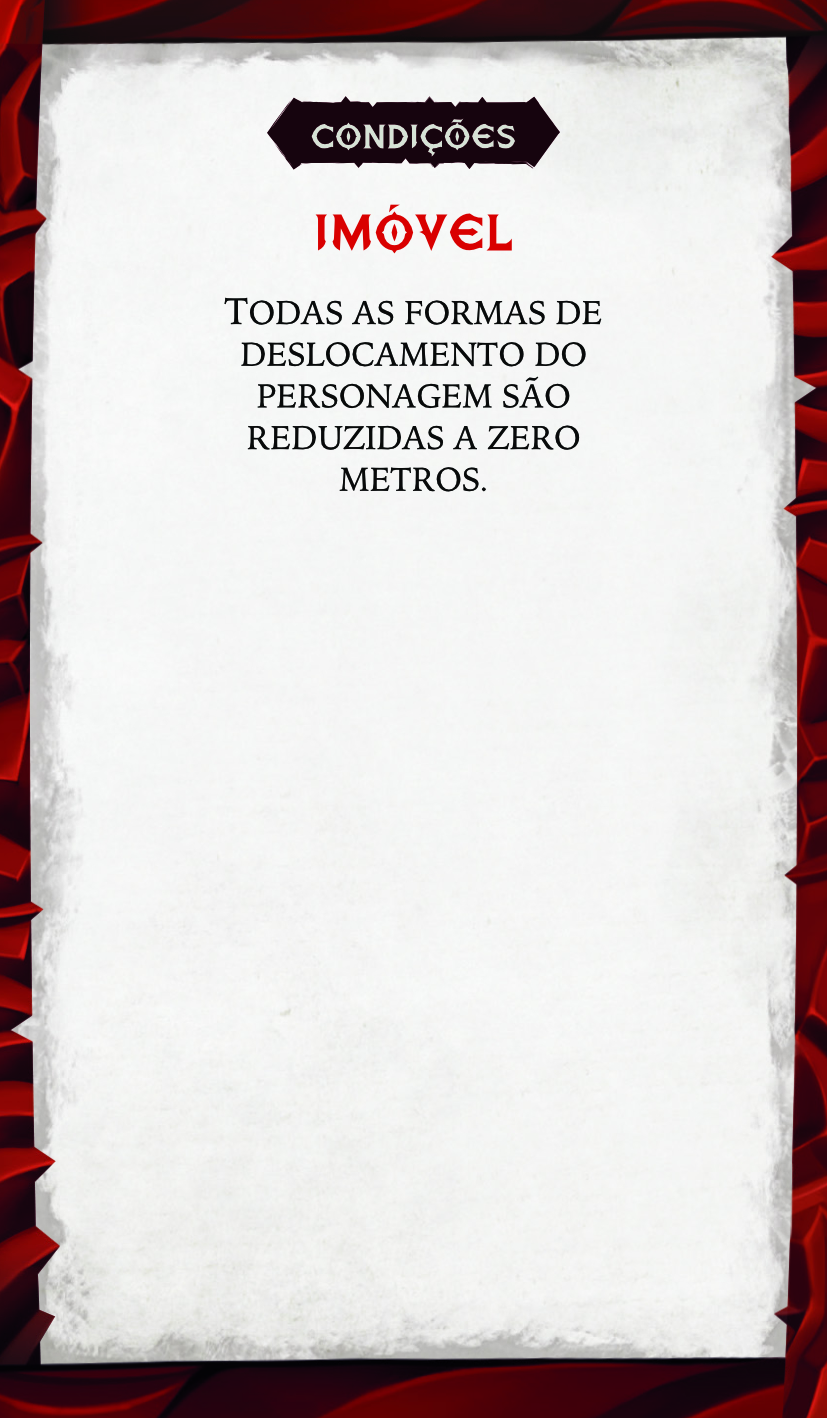 CONDIÇÕES
IMÓVEL
TODAS AS FORMAS DE
DESLOCAMENTO DO
PERSONAGEM SÃO
REDUZIDAS A ZERO
METROS.